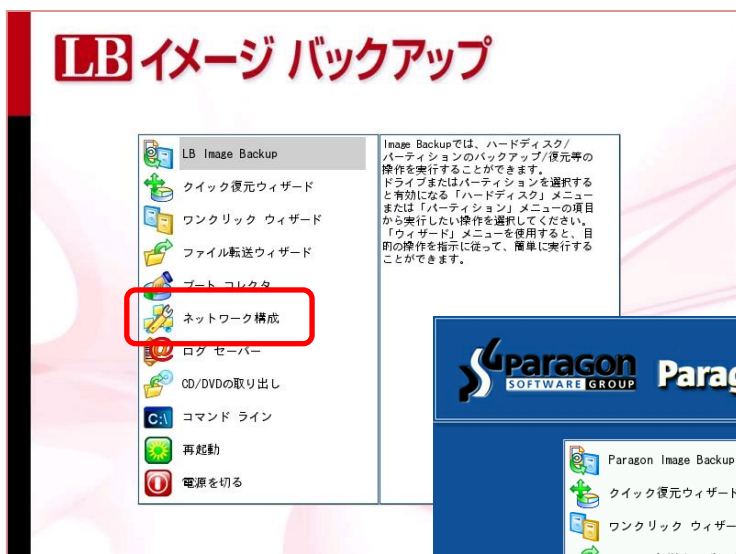 LB イメージ バックアップ
LB Image Backup
クイック復元ウィザード
ワンクリック ウィザード
ファイル転送ウィザード
ブート コレクタ
ネットワーク構成
ログ セーバー
CD/DVDの取り出し
C:\
コマンド ライン
再起動
電源を切る
Image Backupでは、ハードディスク/
パーティションのバックアップ/復元等の
操作を実行することができます。
ドライブまたはパーティションを選択する
と有効になる「ハードディスク」メニュー
または「パーティション」メニューの項目
から実行したい操作を選択してください。
「ウィザード」メニューを使用すると、目
的の操作を指示に従って、簡単に実行する
ことができます。
Paragon
SOFTWARE GROUP
Parag
Paragon Image Backup
クイック復元ウィザード
ワンクリック ウィザー